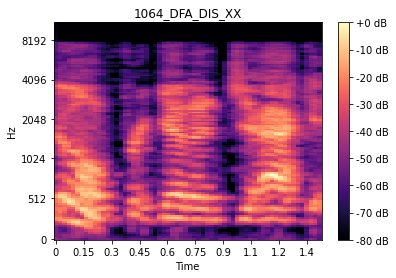 1064_DFA_DIS_XX
Hz
8192
4096
2048
1024
512
0
0 0.15 0.3 0.45 0.6 0.75 0.9 1.1 1.2 1.4
Time
+0 dB
-10 dB
-20 dB
-30 dB
-40 dB
-50 dB
-60 dB
-70 dB
-80 dB